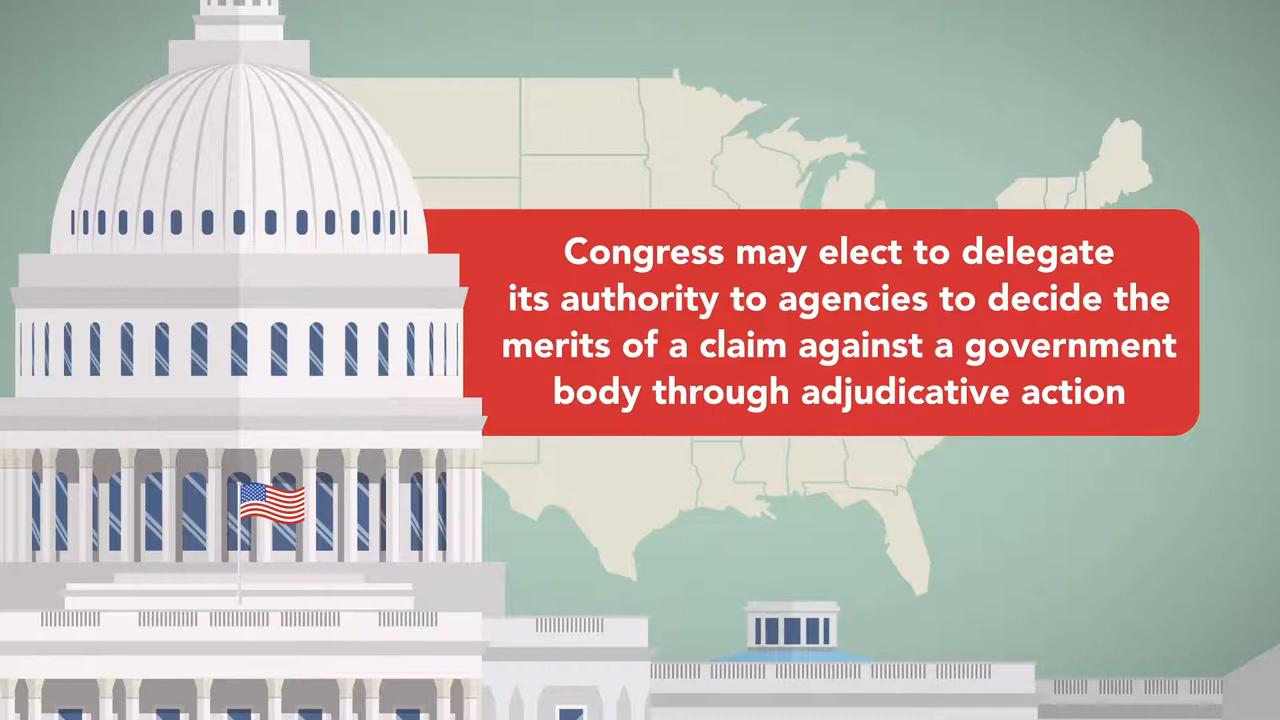 Congress may elect to delegate
its authority to agencies to decide the
merits of a claim against a government
body through adjudicative action